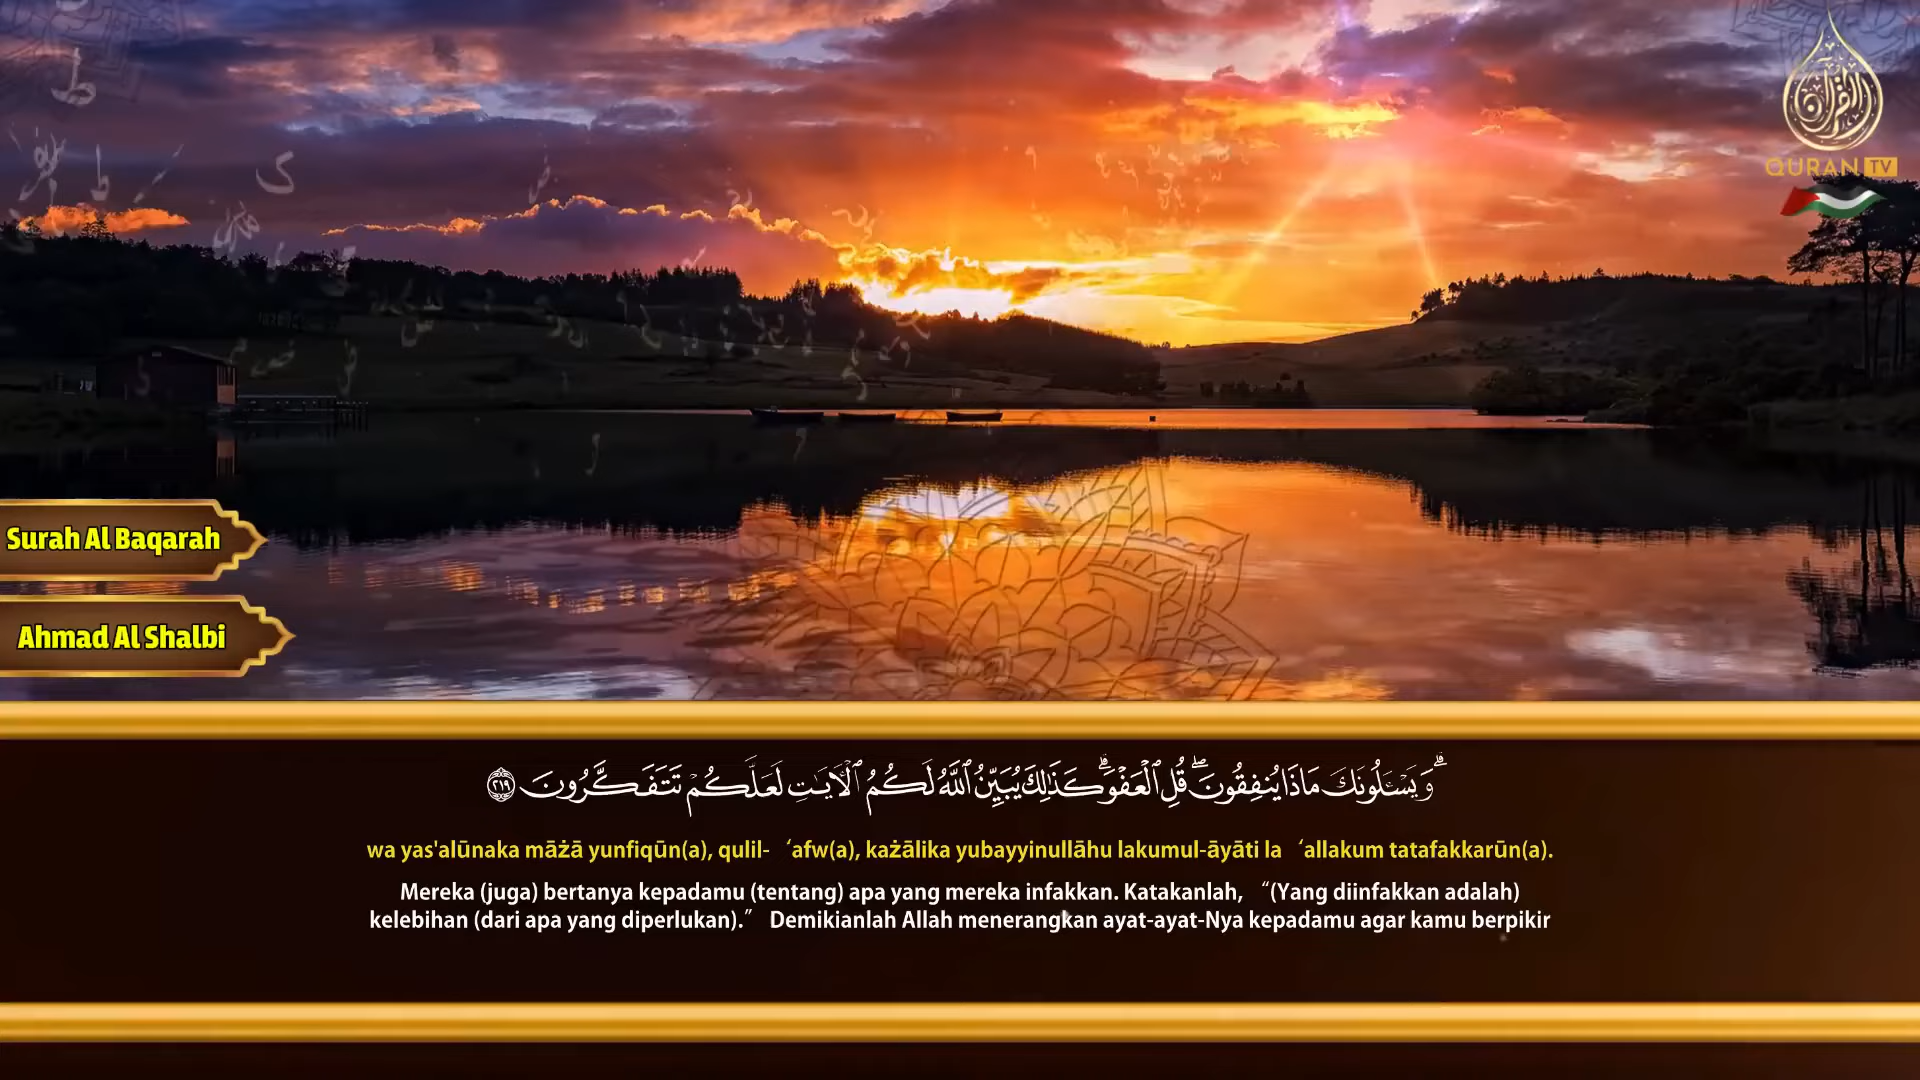 القرآن
QURAN TV
Surah Al Baqarah
Ahmad Al Shalbi
وَيَسْـَٔلُونَكَ مَاذَا يُنفِقُونَۖ قُلِ ٱلْعَفْوَۗ كَذَٰلِكَ يُبَيِّنُ ٱللَّهُ لَكُمُ ٱلْـَٔايَـٰتِ لَعَلَّكُمْ تَتَفَكَّرُونَ ٢١٩
wa yas'alūnaka māżā yunfiqūn(a), qulil- ‘afw(a), każālika yubayyinullāhu lakumul-āyāti la ‘allakum tatafakkarūn(a).
Mereka (juga) bertanya kepadamu (tentang) apa yang mereka infakkan. Katakanlah, “(Yang diinfakkan adalah)
kelebihan (dari apa yang diperlukan).” Demikianlah Allah menerangkan ayat-ayat-Nya kepadamu agar kamu berpikir